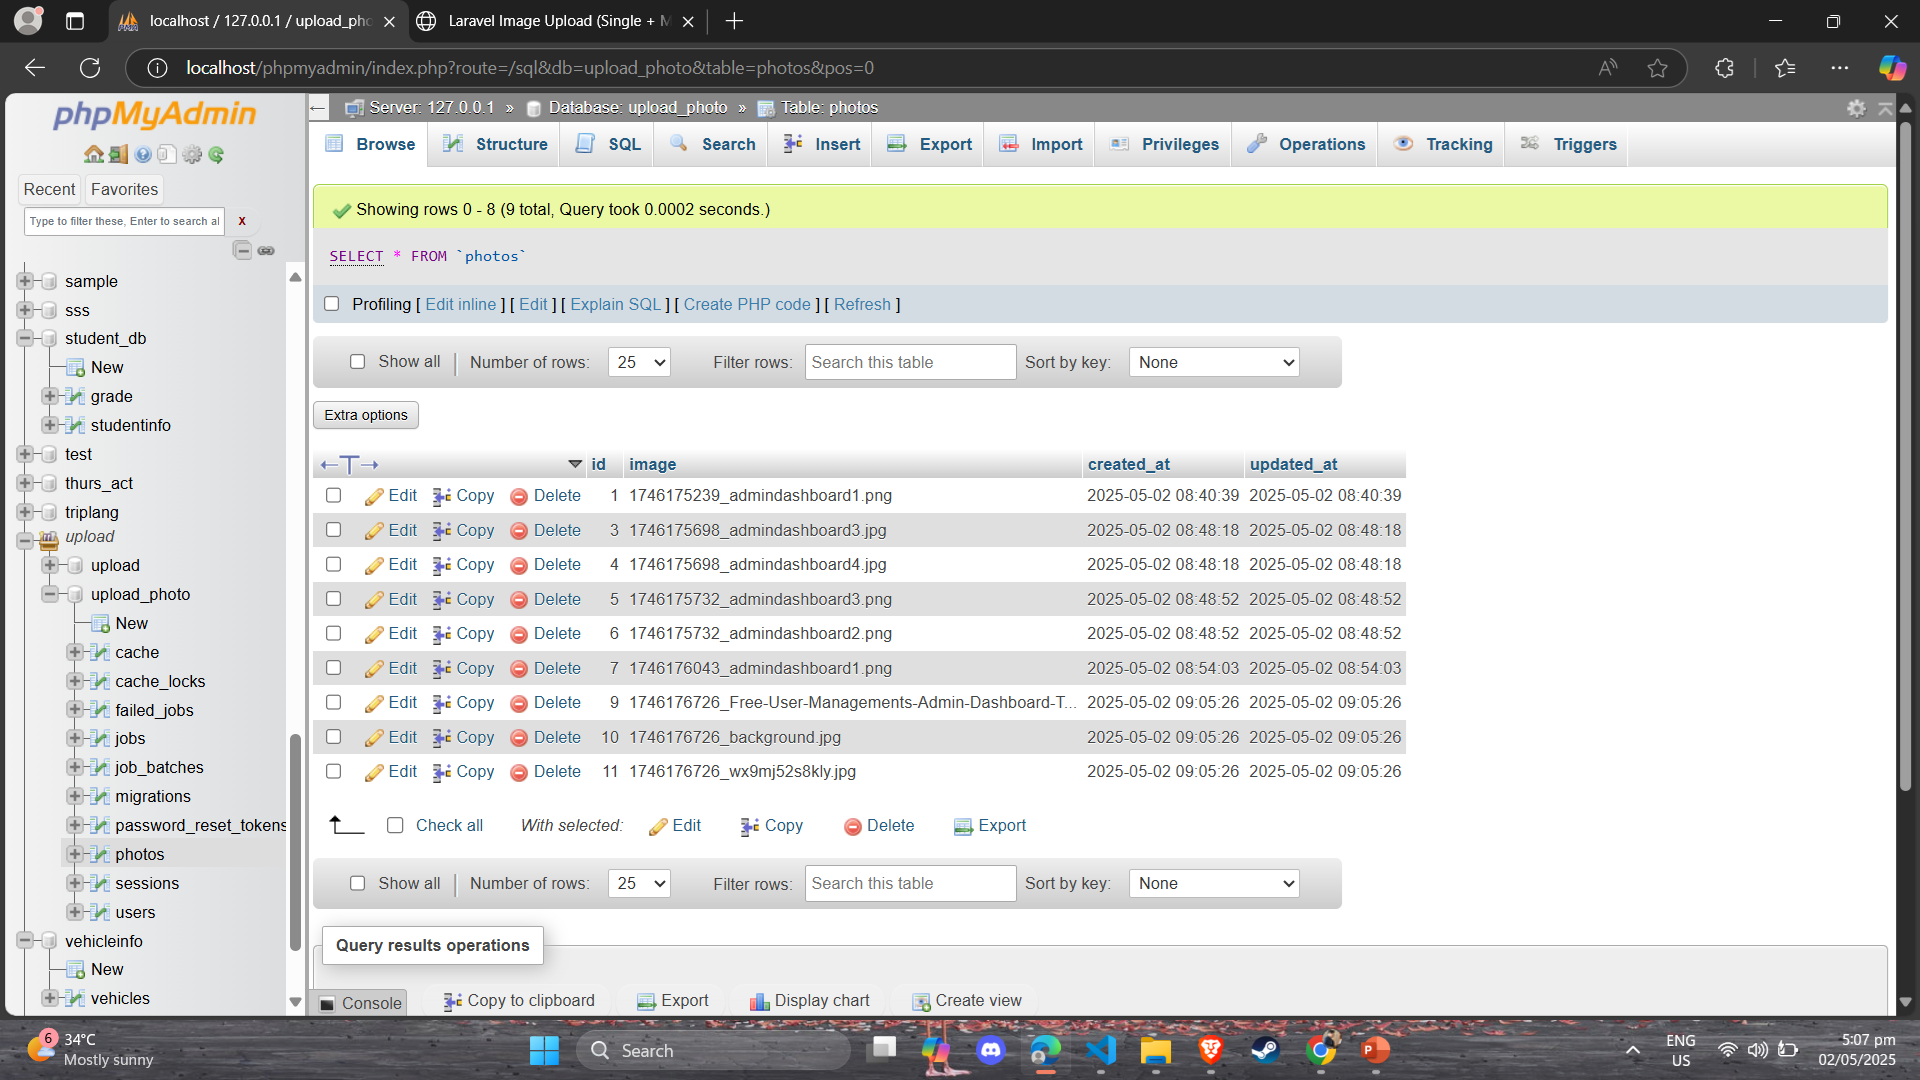 localhost / 127.0.0.1 / upload_pho
Laravel Image Upload (Single + M
localhost/phpmyadmin/index.php?route=/sql&db=upload_photo&table=photos&pos=0
phpMyAdmin
Recent
Favorites
Type to filter these, Enter to search al
X
sample
sss
student_db
New
grade
studentinfo
test
thurs_act
triplang
upload
upload
upload_photo
New
cache
cache_locks
failed_jobs
jobs
job_batches
migrations
password_reset_tokens
photos
sessions
users
vehicleinfo
New
vehicles
Server: 127.0.0.1 » Database: upload_photo » Table: photos
Browse Structure SQL Search Insert Export Import Privileges Operations Tracking Triggers
Showing rows 0 - 8 (9 total, Query took 0.0002 seconds.)
SELECT * FROM `photos`
Profiling [ Edit inline ] [ Edit ] [ Explain SQL ] [ Create PHP code ] [ Refresh ]
Show all Number of rows: 25 Filter rows: Search this table Sort by key: None
Extra options
id image created_at updated_at
Edit Copy Delete 1 1746175239_admindashboard1.png 2025-05-02 08:40:39 2025-05-02 08:40:39
Edit Copy Delete 3 1746175698_admindashboard3.jpg 2025-05-02 08:48:18 2025-05-02 08:48:18
Edit Copy Delete 4 1746175698_admindashboard4.jpg 2025-05-02 08:48:18 2025-05-02 08:48:18
Edit Copy Delete 5 1746175732_admindashboard3.png 2025-05-02 08:48:52 2025-05-02 08:48:52
Edit Copy Delete 6 1746175732_admindashboard2.png 2025-05-02 08:48:52 2025-05-02 08:48:52
Edit Copy Delete 7 1746176043_admindashboard1.png 2025-05-02 08:54:03 2025-05-02 08:54:03
Edit Copy Delete 9 1746176726_Free-User-Managements-Admin-Dashboard-T... 2025-05-02 09:05:26 2025-05-02 09:05:26
Edit Copy Delete 10 1746176726_background.jpg 2025-05-02 09:05:26 2025-05-02 09:05:26
Edit Copy Delete 11 1746176726_wx9mj52s8kly.jpg 2025-05-02 09:05:26 2025-05-02 09:05:26
Check all With selected: Edit Copy Delete Export
Show all Number of rows: 25 Filter rows: Search this table Sort by key: None
Query results operations
Console
Copy to clipboard Export Display chart Create view
6
34°C
Mostly sunny
Search
ENG
US
5:07 pm
02/05/2025